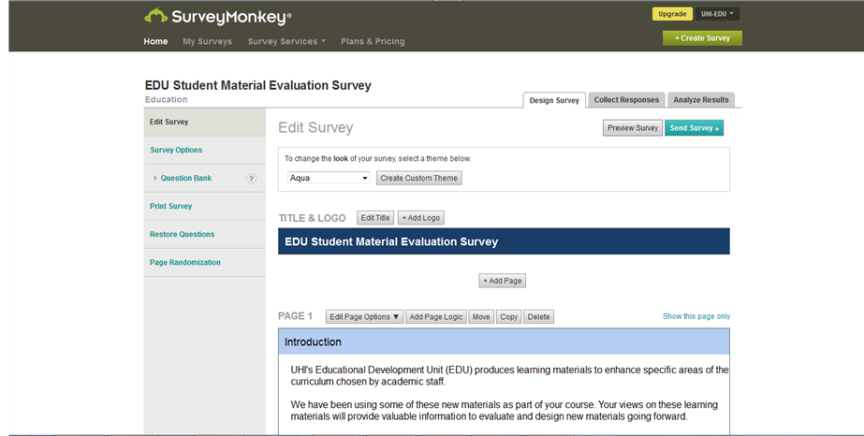 SurveyMonkey®
Upgrade UHI-EDU
Home My Surveys Survey Services Plans & Pricing
+ Create Survey
EDU Student Material Evaluation Survey
Education
Design Survey Collect Responses Analyze Results
Edit Survey
Survey Options
Question Bank ?
Print Survey
Restore Questions
Page Randomization
Edit Survey
Preview Survey Send Survey »
To change the look of your survey, select a theme below.
Aqua Create Custom Theme
TITLE & LOGO Edit Title + Add Logo
EDU Student Material Evaluation Survey
+ Add Page
PAGE 1 Edit Page Options ▼ Add Page Logic Move Copy Delete Show this page only
Introduction
UHI's Educational Development Unit (EDU) produces learning materials to enhance specific areas of the
curriculum chosen by academic staff.
We have been using some of these new materials as part of your course. Your views on these learning
materials will provide valuable information to evaluate and design new materials going forward.